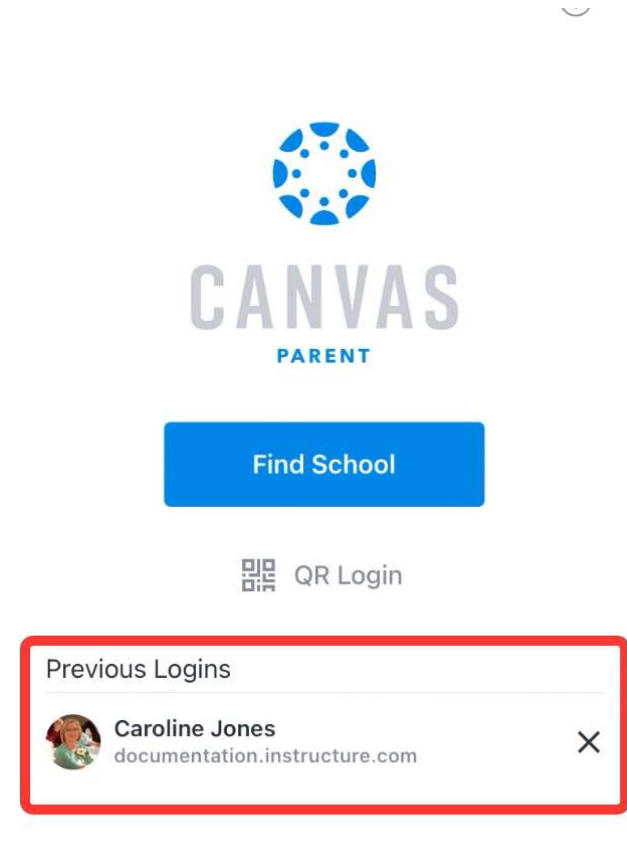 CANVAS
PARENT
Find School
QR Login
Previous Logins
Caroline Jones
documentation.instructure.com